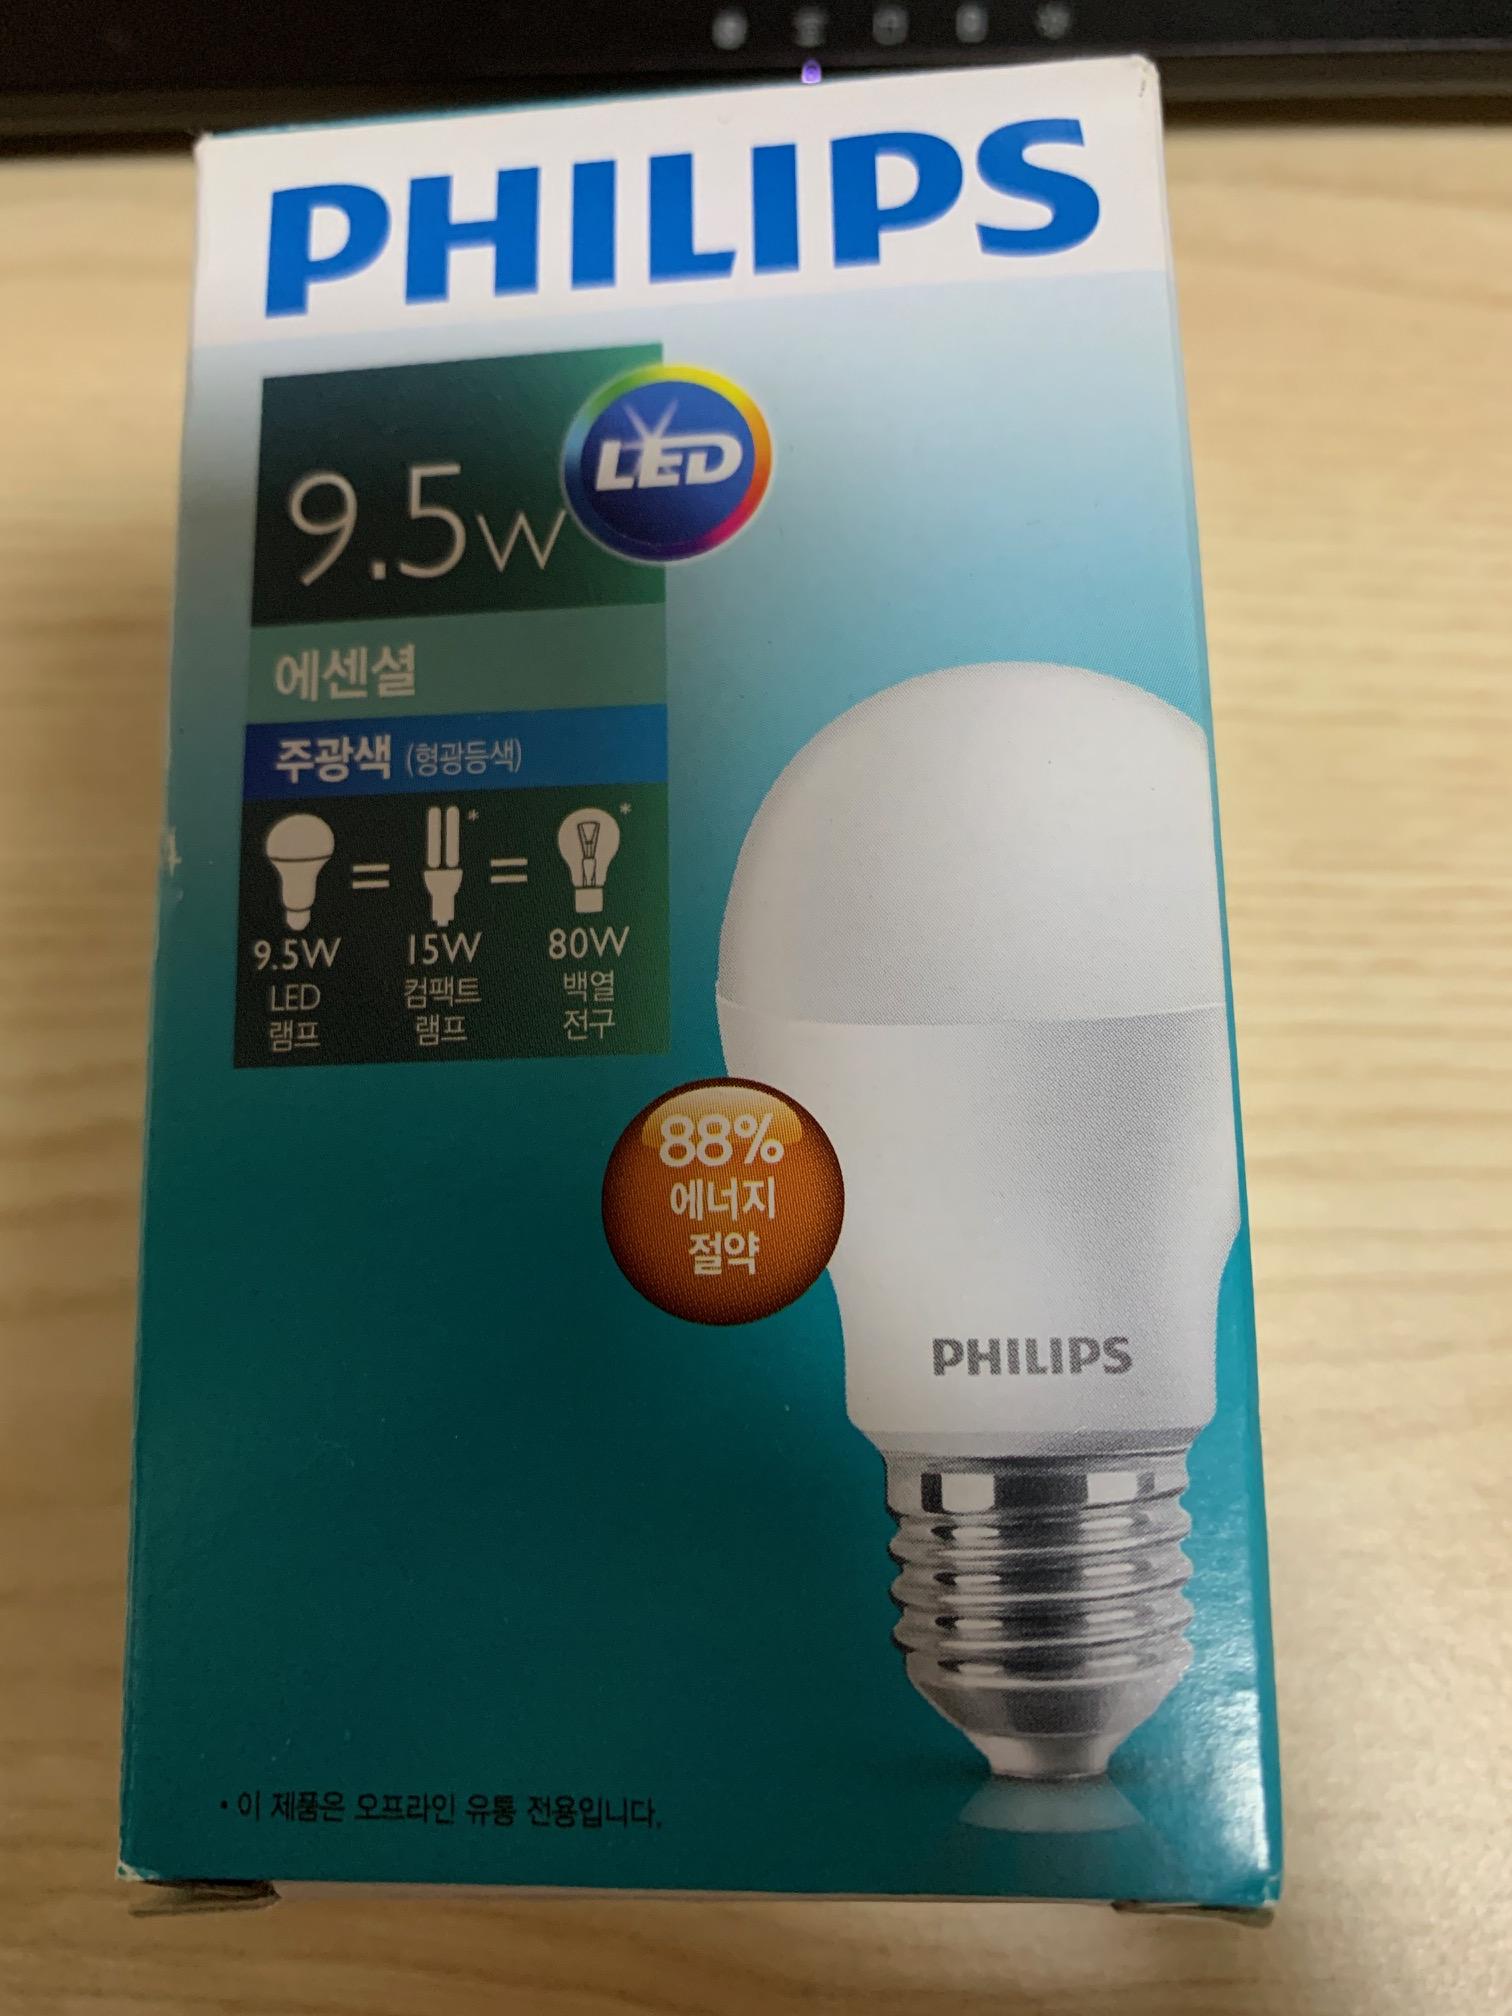 PHILIPS
9.5W
LED
에센셜
주광색 (형광등색)
* *
= =
9.5W 15W 80W
LED 컴팩트 백열
램프 램프 전구
88%
에너지
절약
PHILIPS
• 이 제품은 오프라인 유통 전용입니다.